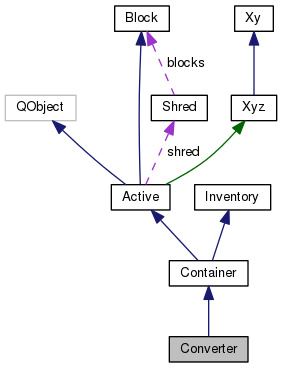 Block
Xy
blocks
QObject
Shred
Xyz
shred
Active
Inventory
Container
Converter